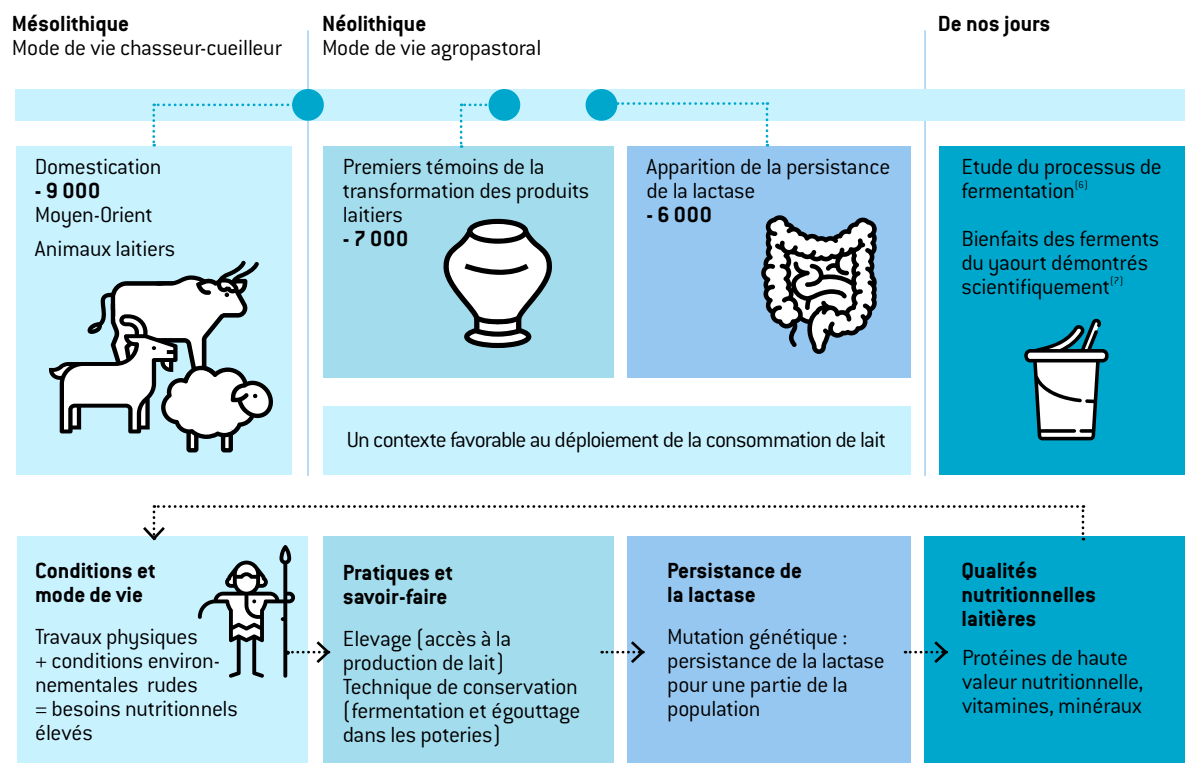 Mésolithique
Mode de vie chasseur-cueilleur
Néolithique
Mode de vie agropastoral
De nos jours
Domestication
- 9 000
Moyen-Orient
Animaux laitiers
Premiers témoins de la
transformation des produits
laitiers
- 7 000
Apparition de la persistance
de la lactase
- 6 000
Etude du processus de
fermentation(6)
Bienfaits des ferments
du yaourt démontrés
scientifiquement(7)
Un contexte favorable au déploiement de la consommation de lait
Conditions et
mode de vie
Travaux physiques
+ conditions environ-
nementales rudes
= besoins nutritionnels
élevés
Pratiques et
savoir-faire
Elevage (accès à la
production de lait)
Technique de conservation
(fermentation et égouttage
dans les poteries)
Persistance de
la lactase
Mutation génétique :
persistance de la lactase
pour une partie de la
population
Qualités
nutritionnelles
laitières
Protéines de haute
valeur nutritionnelle,
vitamines, minéraux